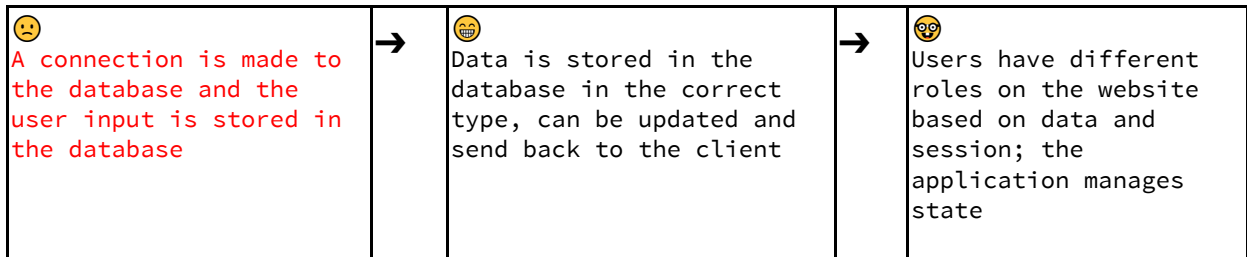 🙁
A connection is made to
the database and the
user input is stored in
the database
➔
😁
Data is stored in the
database in the correct
type, can be updated and
send back to the client
➔
🤓
Users have different
roles on the website
based on data and
session; the
application manages
state